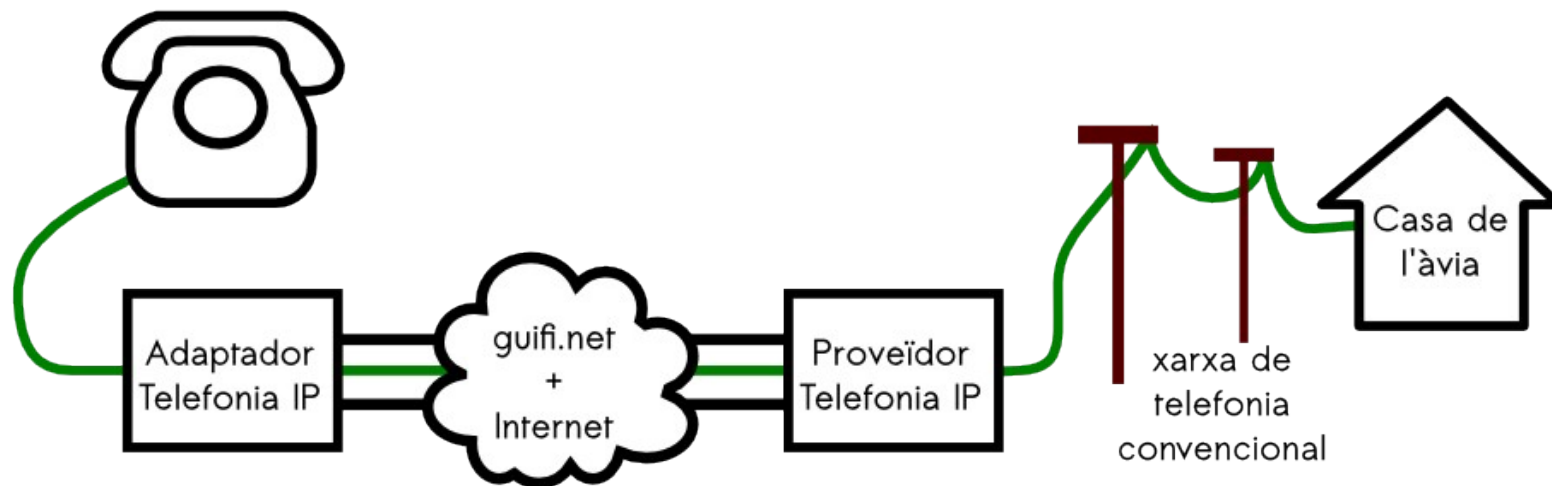 Adaptador
Telefonia IP
guifi.net
+
Internet
Proveïdor
Telefonia IP
xarxa de
telefonia
convencional
Casa de
l'àvia